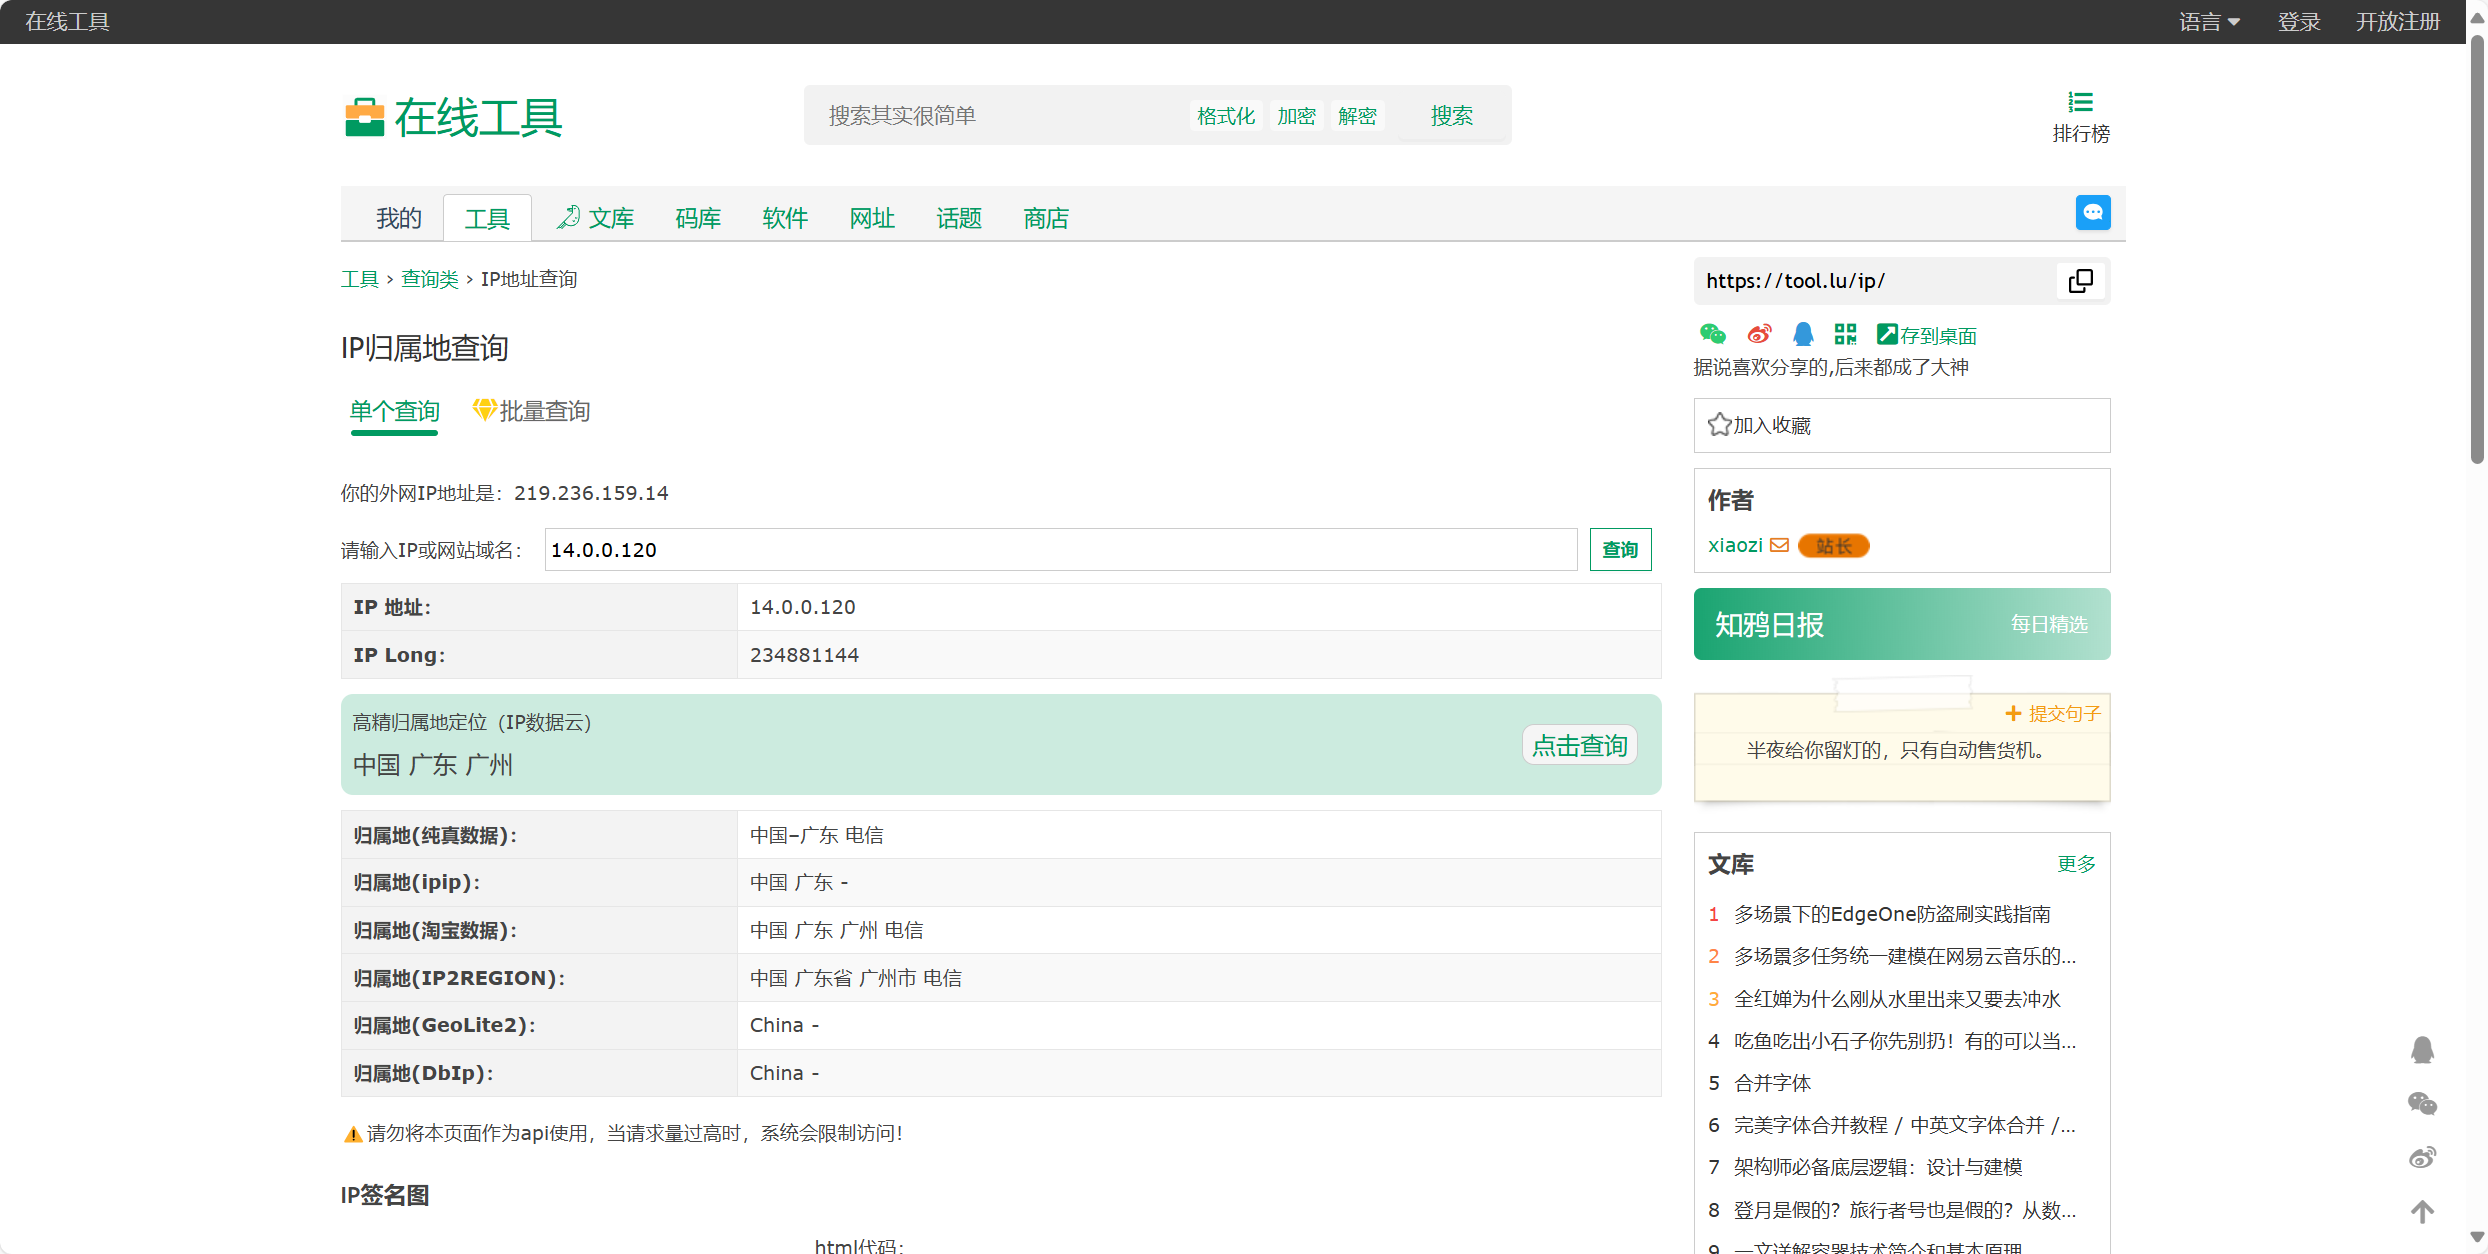 在线工具
语言 登录 开放注册
在线工具
搜索其实很简单 格式化 加密 解密 搜索
排行榜
我的 工具 文库 码库 软件 网址 话题 商店
工具 › 查询类 › IP地址查询
IP归属地查询
单个查询 批量查询
你的外网IP地址是：219.236.159.14
请输入IP或网站域名： 14.0.0.120 查询
IP 地址： 14.0.0.120
IP Long： 234881144
高精归属地定位（IP数据云）
中国 广东 广州
点击查询
归属地(纯真数据)： 中国–广东 电信
归属地(ipip)： 中国 广东 -
归属地(淘宝数据)： 中国 广东 广州 电信
归属地(IP2REGION)： 中国 广东省 广州市 电信
归属地(GeoLite2)： China -
归属地(DbIp)： China -
请勿将本页面作为api使用，当请求量过高时，系统会限制访问！
IP签名图
html代码：
https://tool.lu/ip/
存到桌面
据说喜欢分享的,后来都成了大神
加入收藏
作者
xiaozi 站长
知鸦日报 每日精选
提交句子
半夜给你留灯的，只有自动售货机。
文库 更多
1 多场景下的EdgeOne防盗刷实践指南
2 多场景多任务统一建模在网易云音乐的...
3 全红婵为什么刚从水里出来又要去冲水
4 吃鱼吃出小石子你先别扔！有的可以当...
5 合并字体
6 完美字体合并教程 / 中英文字体合并 /...
7 架构师必备底层逻辑：设计与建模
8 登月是假的？旅行者号也是假的？从数...
9 一文详解容器技术简介和基本原理